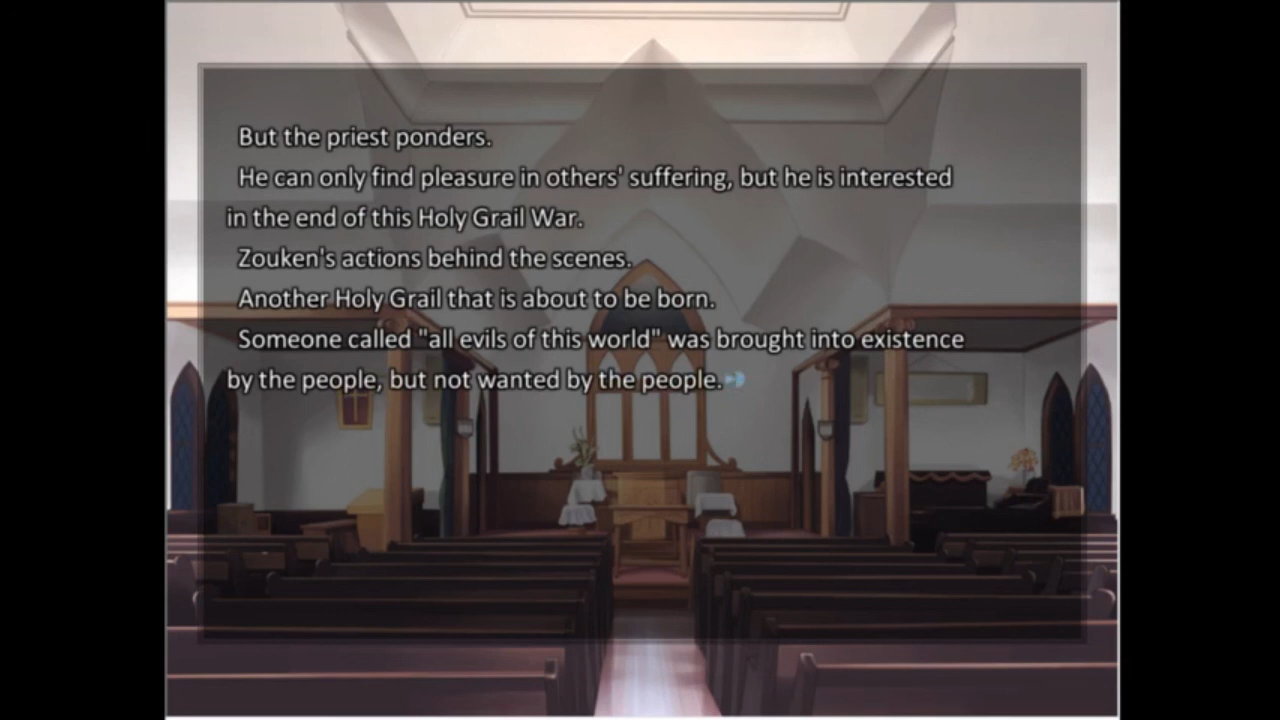 But the priest ponders.
He can only find pleasure in others' suffering, but he is interested
in the end of this Holy Grail War.
Zouken's actions behind the scenes.
Another Holy Grail that is about to be born.
Someone called "all evils of this world" was brought into existence
by the people, but not wanted by the people.